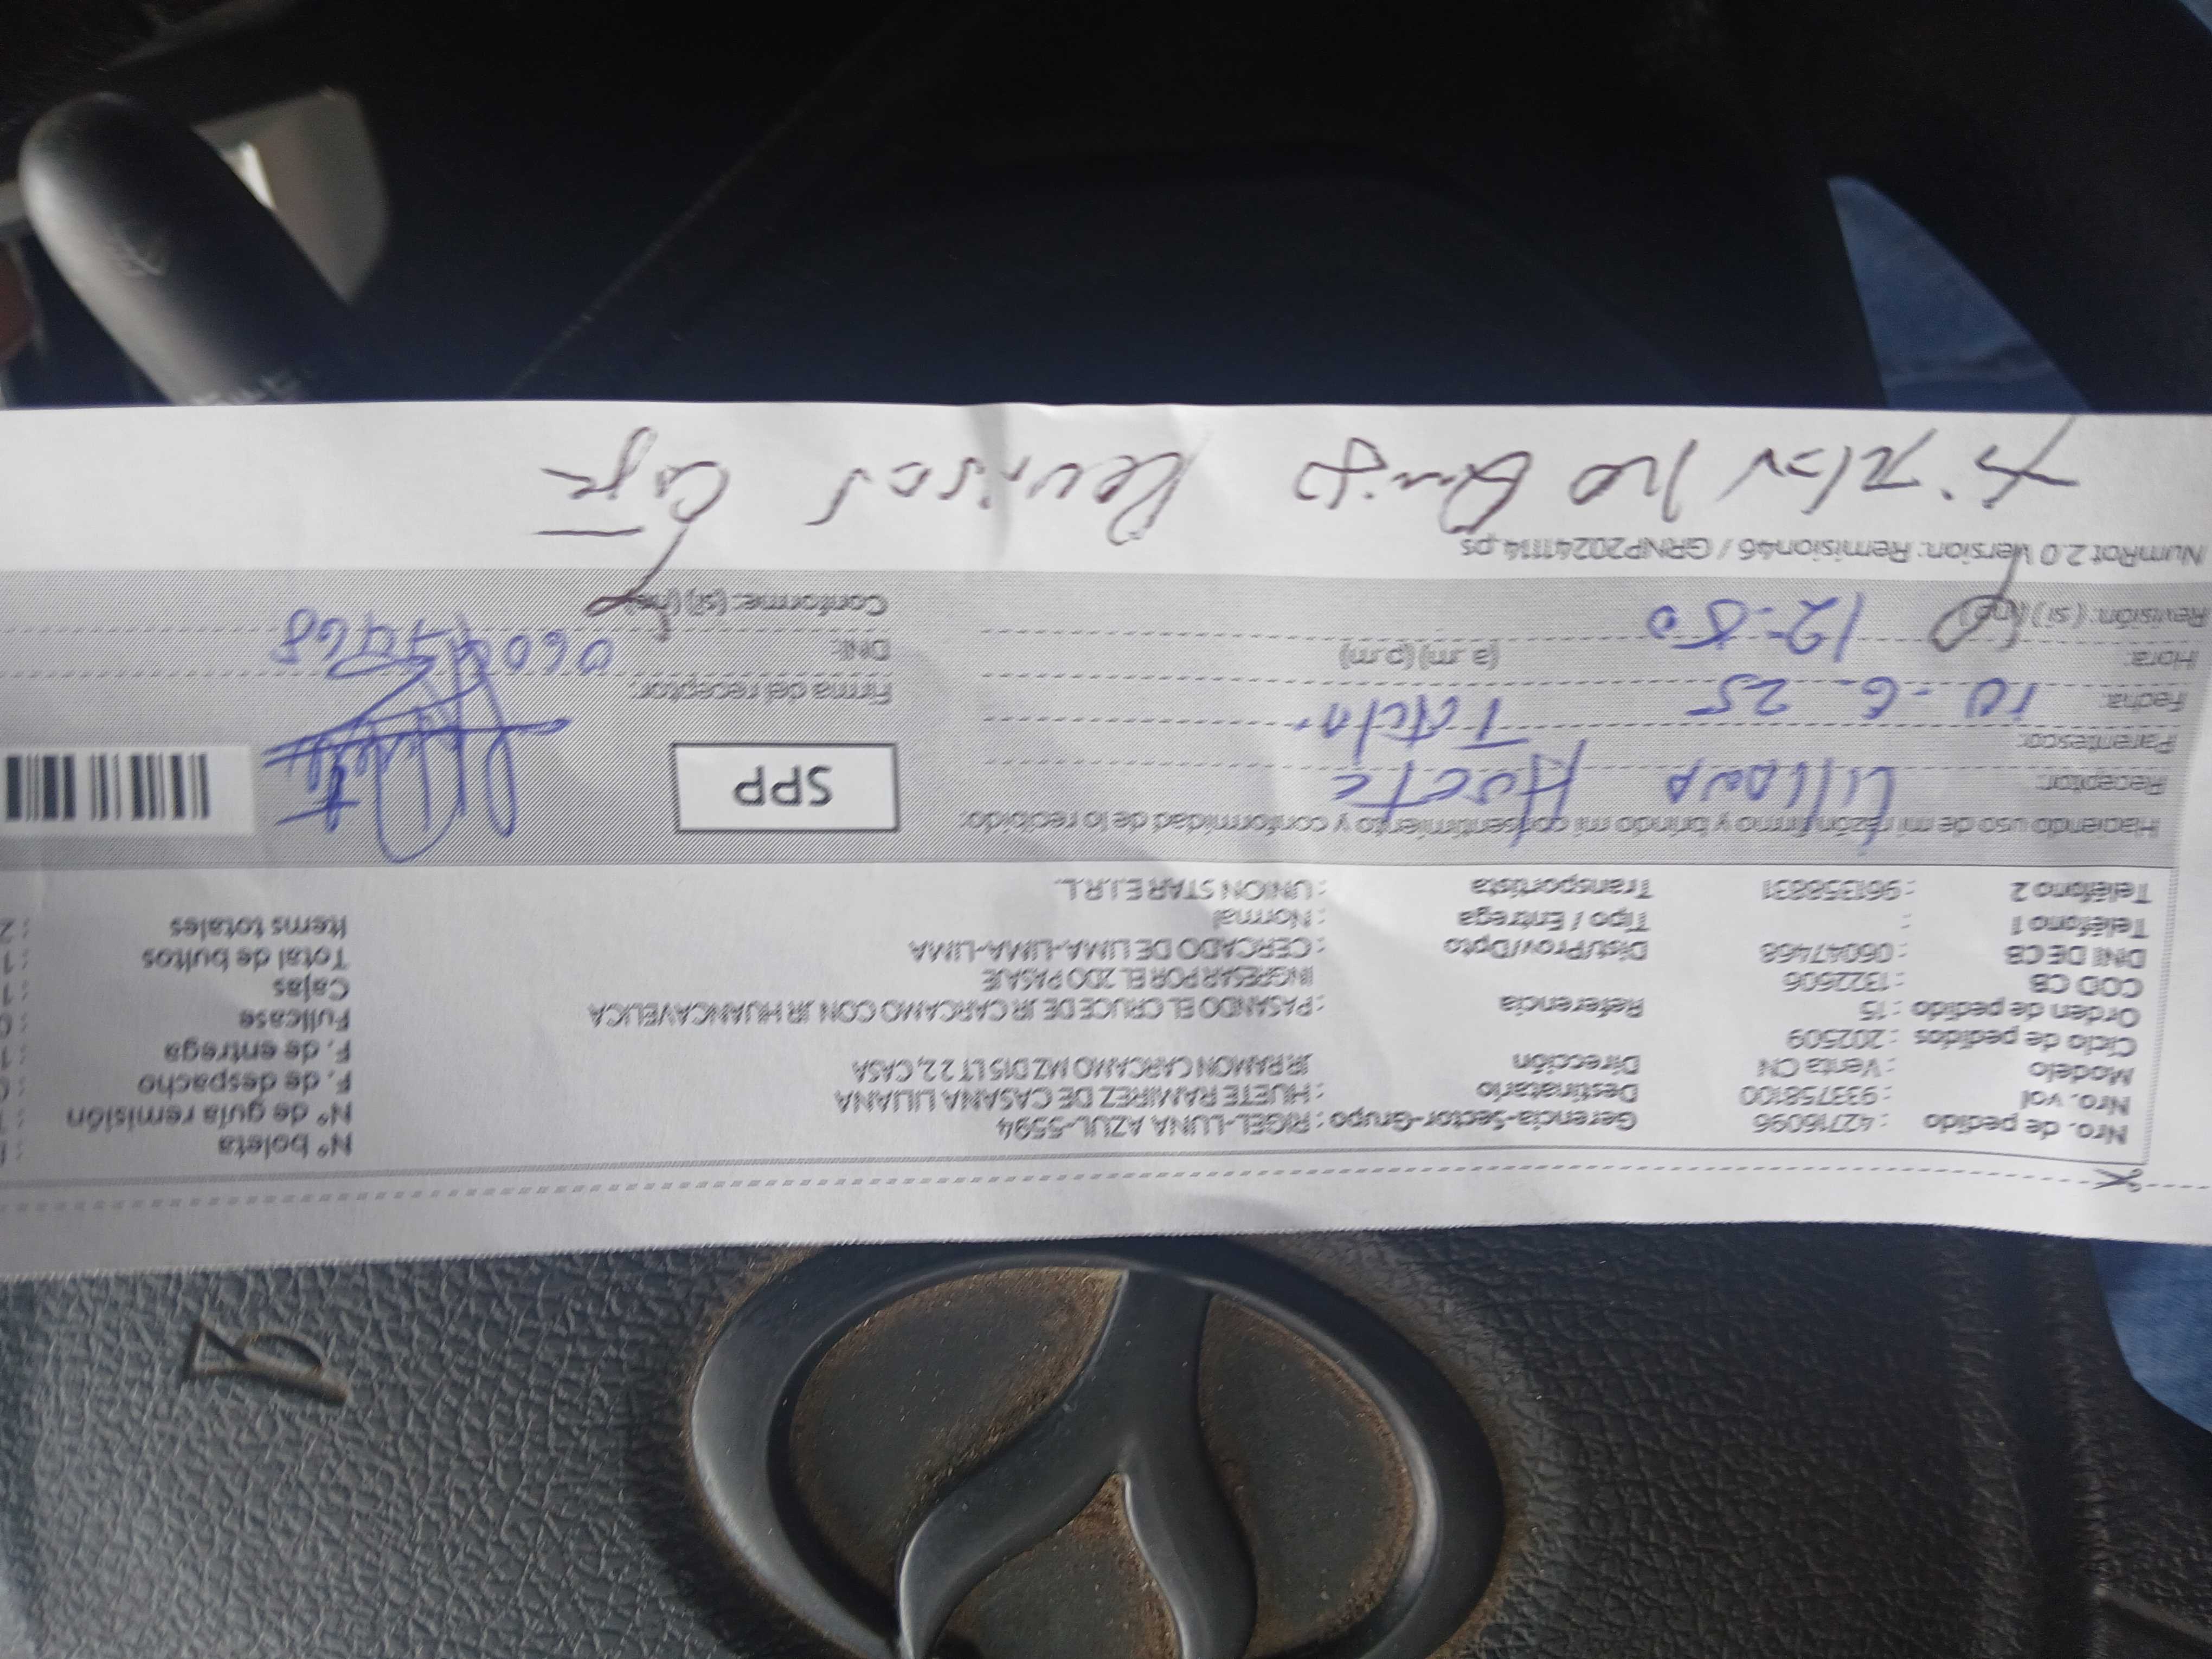 Nro. de pedido : 42716096 Gerencia-Sector-Grupo : RIGEL-LUNA AZUL-5594 N° boleta
Nro. vol : 933758100 Destinatario : HUETE RAMIREZ DE CASANA LILIANA N° de guía remisión
Modelo : Venta CN Dirección JR RAMON CARCAMO MZ D15 LT 22, CASA F. de despacho
Ciclo de pedidos : 202509 F. de entrega
Orden de pedido : 15 Referencia : PASANDO EL CRUCE DE JR CARCAMO CON JR HUANCAVELICA Fullcase
COD CB : 1322606 INGRESAR POR EL 2DO PASAJE Cajas
DNI DE CB : 06047468 Dist/Prov/Dpto : CERCADO DE LIMA-LIMA-LIMA Total de bultos
Teléfono 1 : Tipo / Entrega : Normal Items totales : 2
Teléfono 2 : 961358831 Transportista : UNION STAR E.I.R.L.
Haciendo uso de mi razón firmo y brindo mi consentimiento y conformidad de lo recibido:
Receptor: Liliana Huete SPP
Parentesco: Titular
Fecha: 10-6-25 Firma del receptor:
Hora: 12-50 (a.m) (p.m) DNI: 06047468
Revisión: (si) (no) Conforme: (si) (no)
NumRot 2.0 Version: Remision46 / GRNP20241114.ps
no Revisar Caja